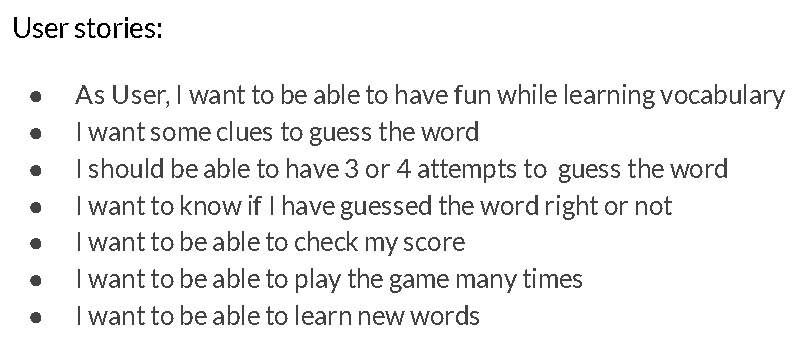 User stories:
● As User, I want to be able to have fun while learning vocabulary
● I want some clues to guess the word
● I should be able to have 3 or 4 attempts to  guess the word
● I want to know if I have guessed the word right or not
● I want to be able to check my score
● I want to be able to play the game many times
● I want to be able to learn new words